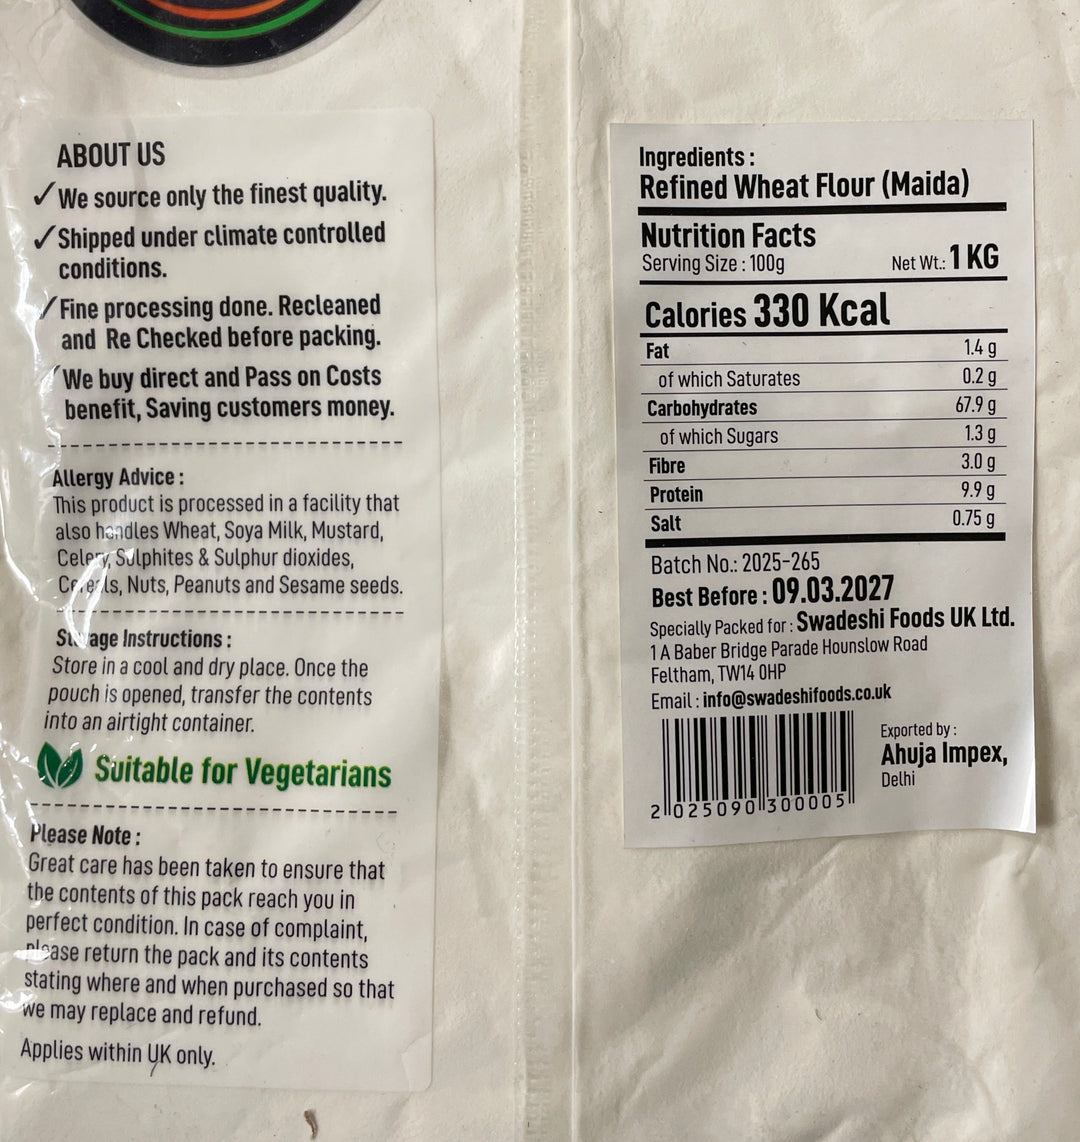 ABOUT US
✓We source only the finest quality.
✓Shipped under climate controlled
conditions.
✓Fine processing done. Recleaned
and Re Checked before packing.
✓We buy direct and Pass on Costs
benefit, Saving customers money.
Allergy Advice :
This product is processed in a facility that
also handles Wheat, Soya Milk, Mustard,
Celery, Sulphites & Sulphur dioxides,
Cereals, Nuts, Peanuts and Sesame seeds.
Storage Instructions :
Store in a cool and dry place. Once the
pouch is opened, transfer the contents
into an airtight container.
Suitable for Vegetarians
Please Note :
Great care has been taken to ensure that
the contents of this pack reach you in
perfect condition. In case of complaint,
please return the pack and its contents
stating where and when purchased so that
we may replace and refund.
Applies within UK only.
Ingredients :
Refined Wheat Flour (Maida)
Nutrition Facts
Serving Size : 100g Net Wt.: 1 KG
Calories 330 Kcal
Fat 1.4 g
of which Saturates 0.2 g
Carbohydrates 67.9 g
of which Sugars 1.3 g
Fibre 3.0 g
Protein 9.9 g
Salt 0.75 g
Batch No.: 2025-265
Best Before : 09.03.2027
Specially Packed for : Swadeshi Foods UK Ltd.
1 A Baber Bridge Parade Hounslow Road
Feltham, TW14 0HP
Email : info@swadeshifoods.co.uk
2 025090 300005
Exported by :
Ahuja Impex,
Delhi